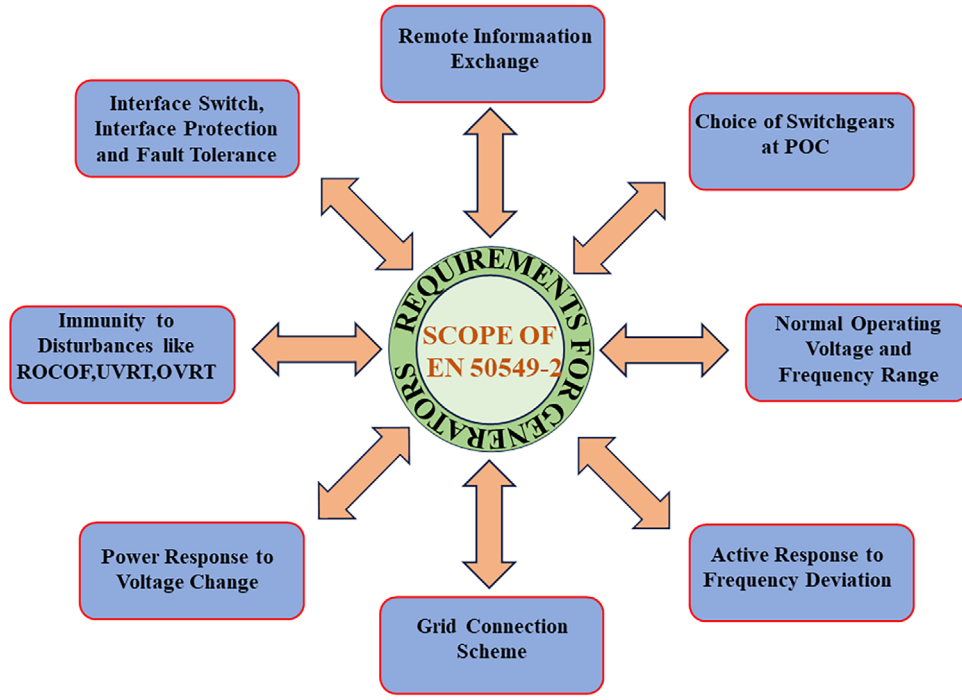 Remote Informaation
Exchange
Interface Switch,
Interface Protection
and Fault Tolerance
Choice of Switchgears
at POC
REQUIREMENTS FOR GENERATORS
SCOPE OF
EN 50549-2
Immunity to
Disturbances like
ROCOF,UVRT,OVRT
Normal Operating
Voltage and
Frequency Range
Power Response to
Voltage Change
Active Response to
Frequency Deviation
Grid Connection
Scheme